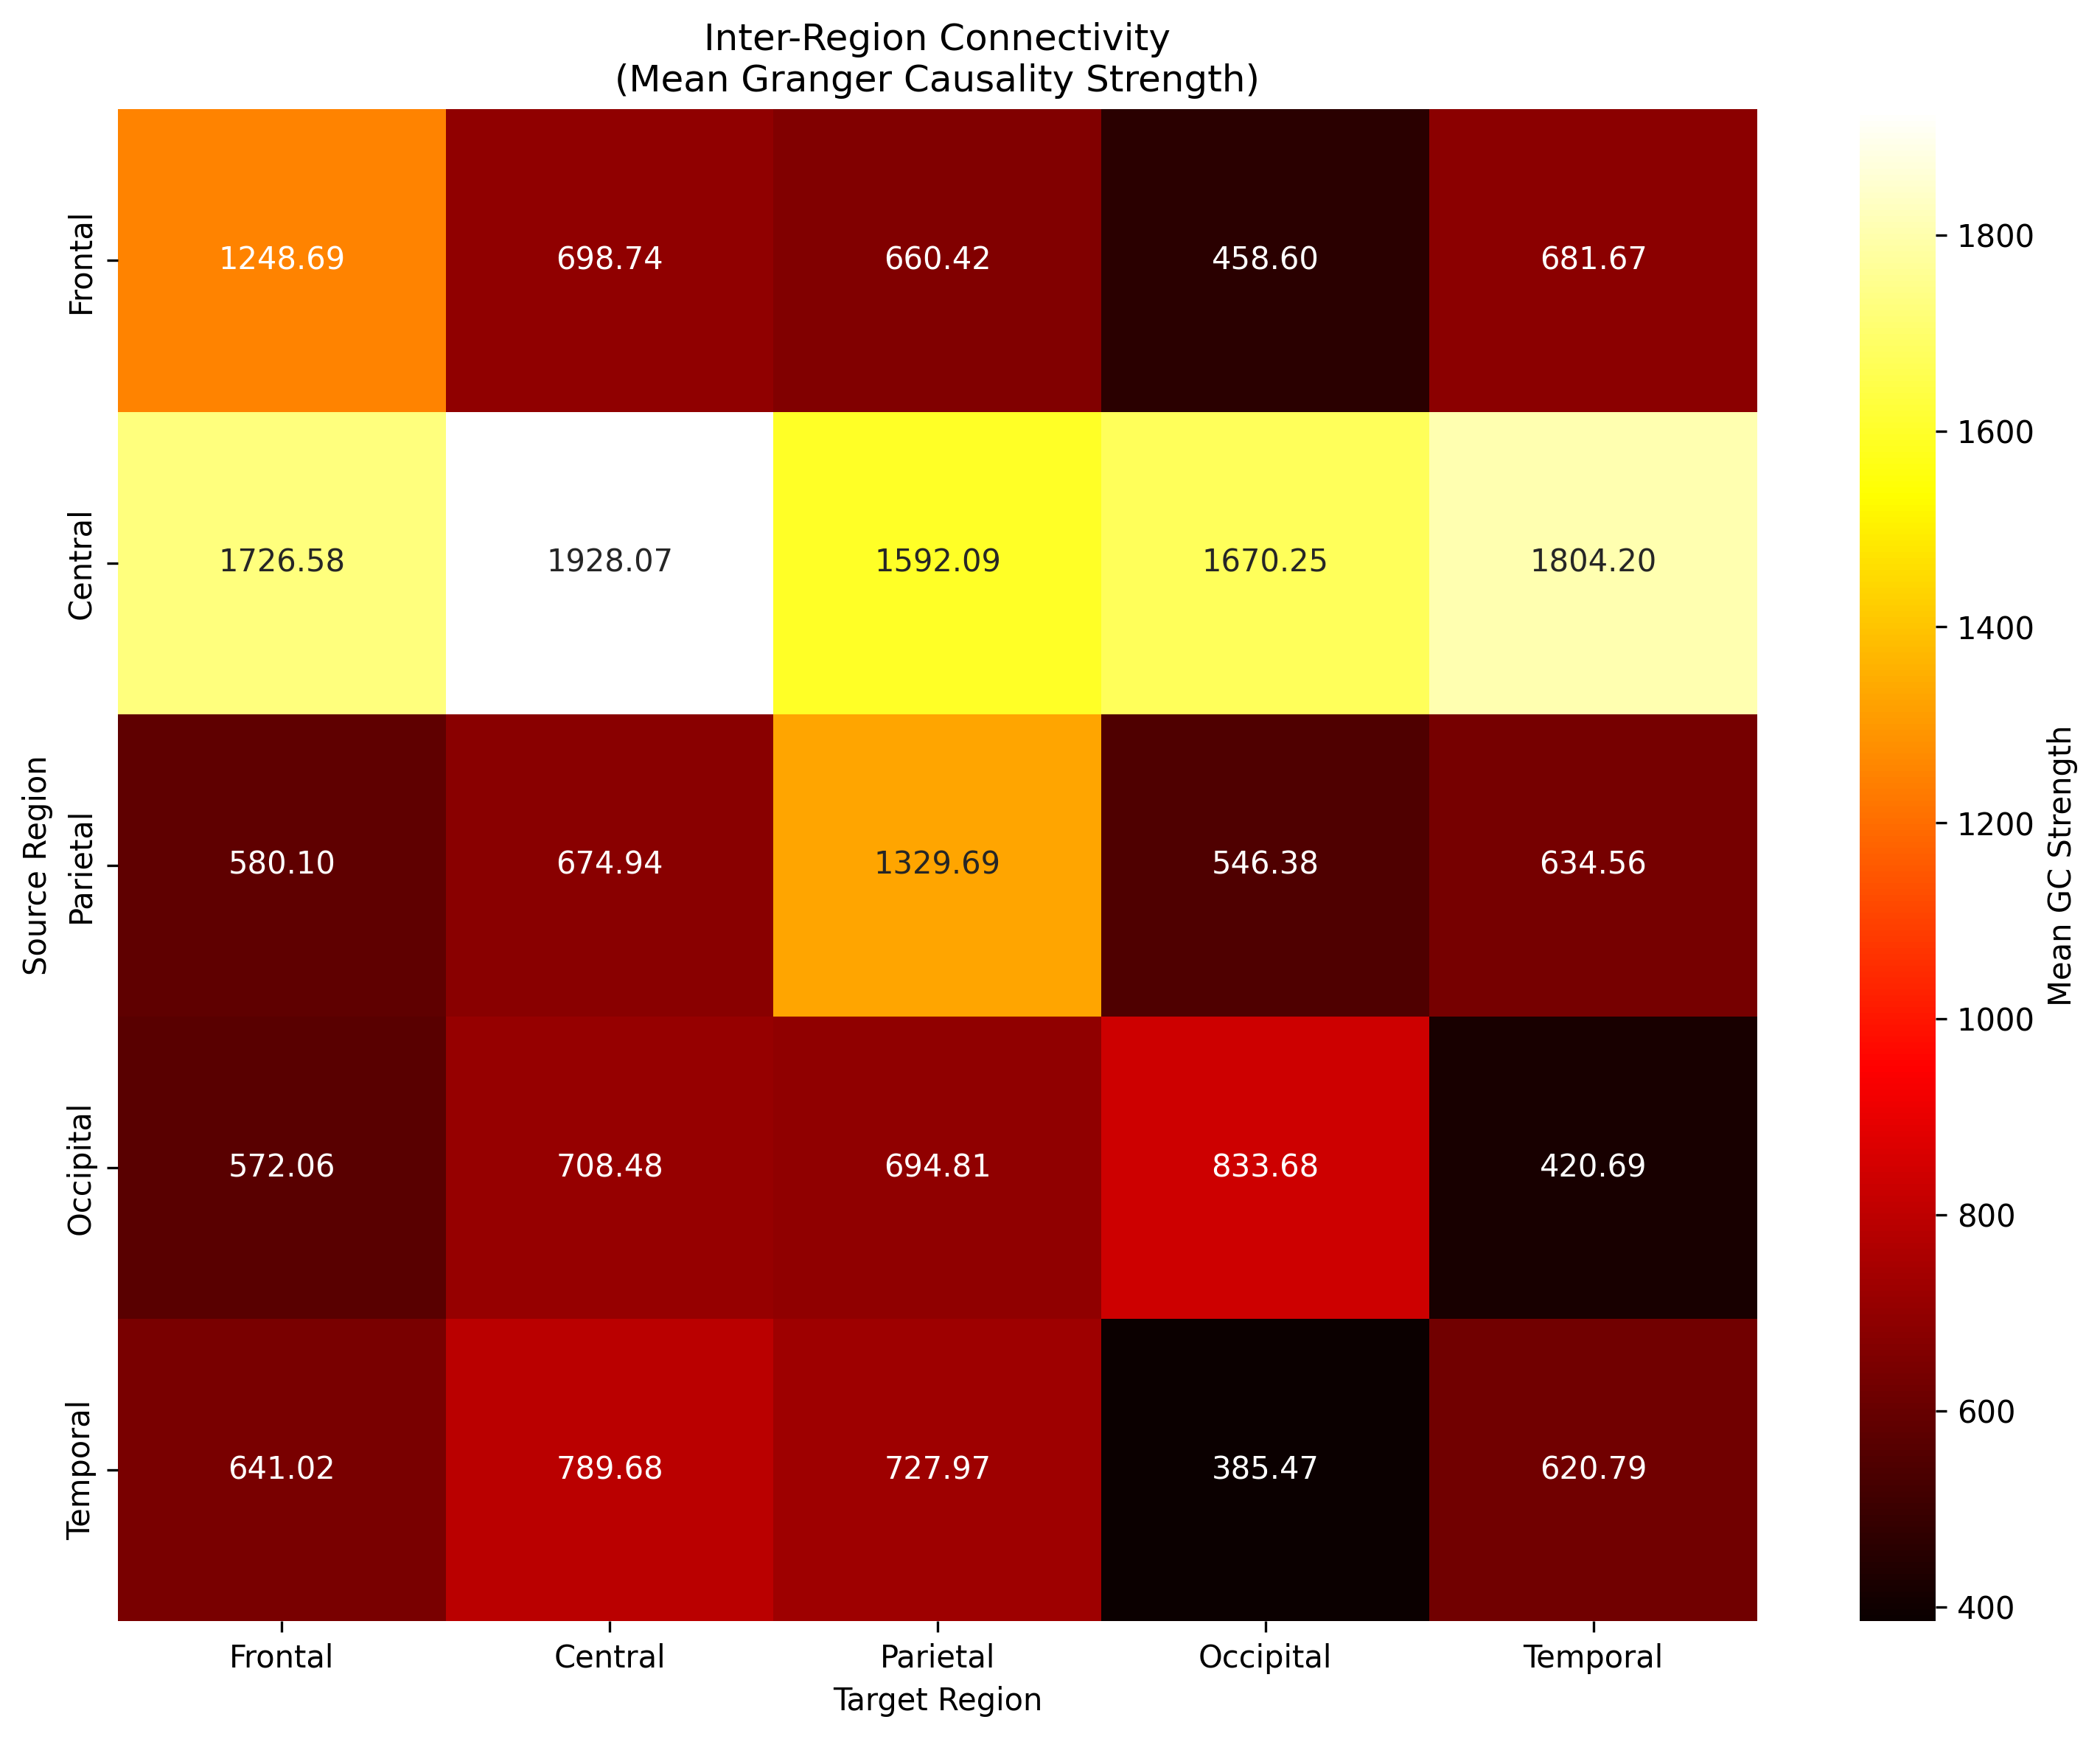 Inter-Region Connectivity
(Mean Granger Causality Strength)
Source Region
Frontal
1248.69 698.74 660.42 458.60 681.67
Central
1726.58 1928.07 1592.09 1670.25 1804.20
Parietal
580.10 674.94 1329.69 546.38 634.56
Occipital
572.06 708.48 694.81 833.68 420.69
Temporal
641.02 789.68 727.97 385.47 620.79
Frontal Central Parietal Occipital Temporal
Target Region
1800
1600
1400
1200
1000
800
600
400
Mean GC Strength